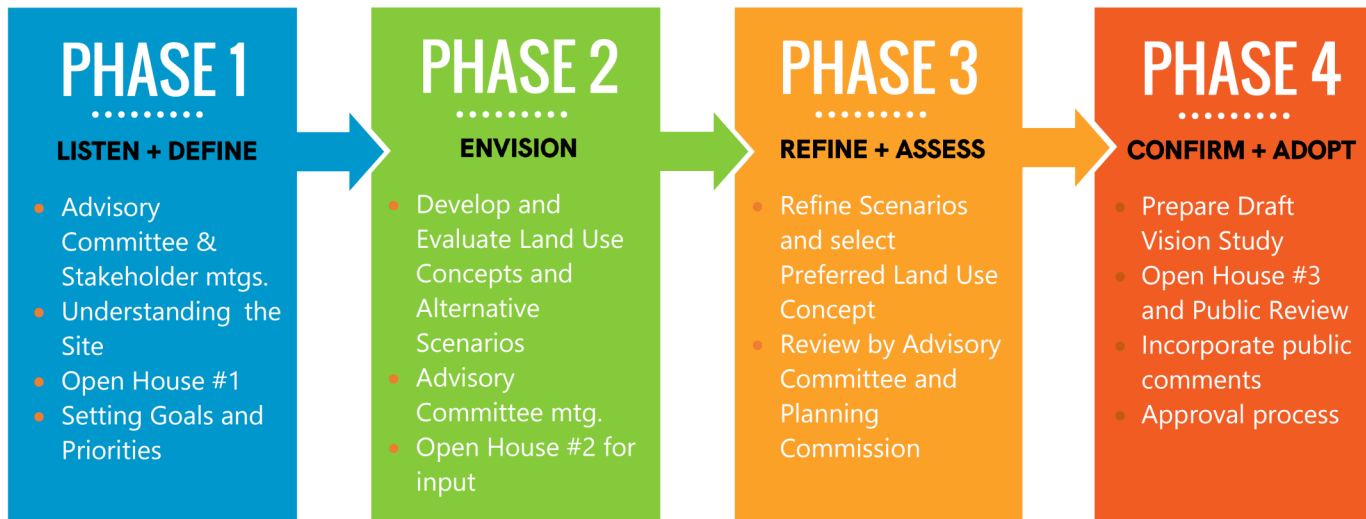 PHASE 1
LISTEN + DEFINE
• Advisory
Committee &
Stakeholder mtgs.
• Understanding the
Site
• Open House #1
• Setting Goals and
Priorities
PHASE 2
ENVISION
• Develop and
Evaluate Land Use
Concepts and
Alternative
Scenarios
• Advisory
Committee mtg.
• Open House #2 for
input
PHASE 3
REFINE + ASSESS
• Refine Scenarios
and select
Preferred Land Use
Concept
• Review by Advisory
Committee and
Planning
Commission
PHASE 4
CONFIRM + ADOPT
• Prepare Draft
Vision Study
• Open House #3
and Public Review
• Incorporate public
comments
• Approval process